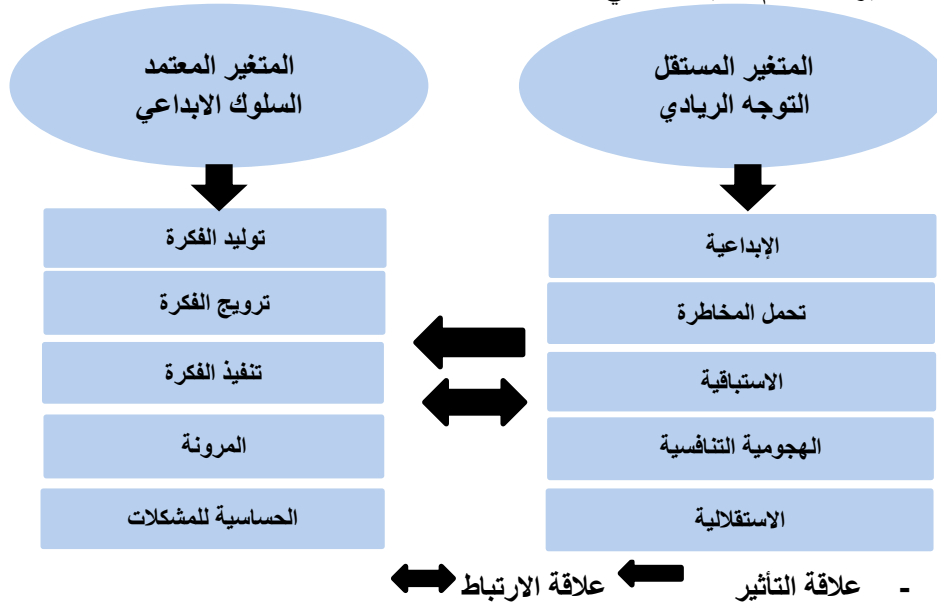 المتغير المستقل
التوجه الريادي
المتغير المعتمد
السلوك الابداعي
الإبداعية
تحمل المخاطرة
الاستباقية
الهجومية التنافسية
الاستقلالية
توليد الفكرة
ترويج الفكرة
تنفيذ الفكرة
المرونة
الحساسية للمشكلات
- علاقة التأثير علاقة الارتباط